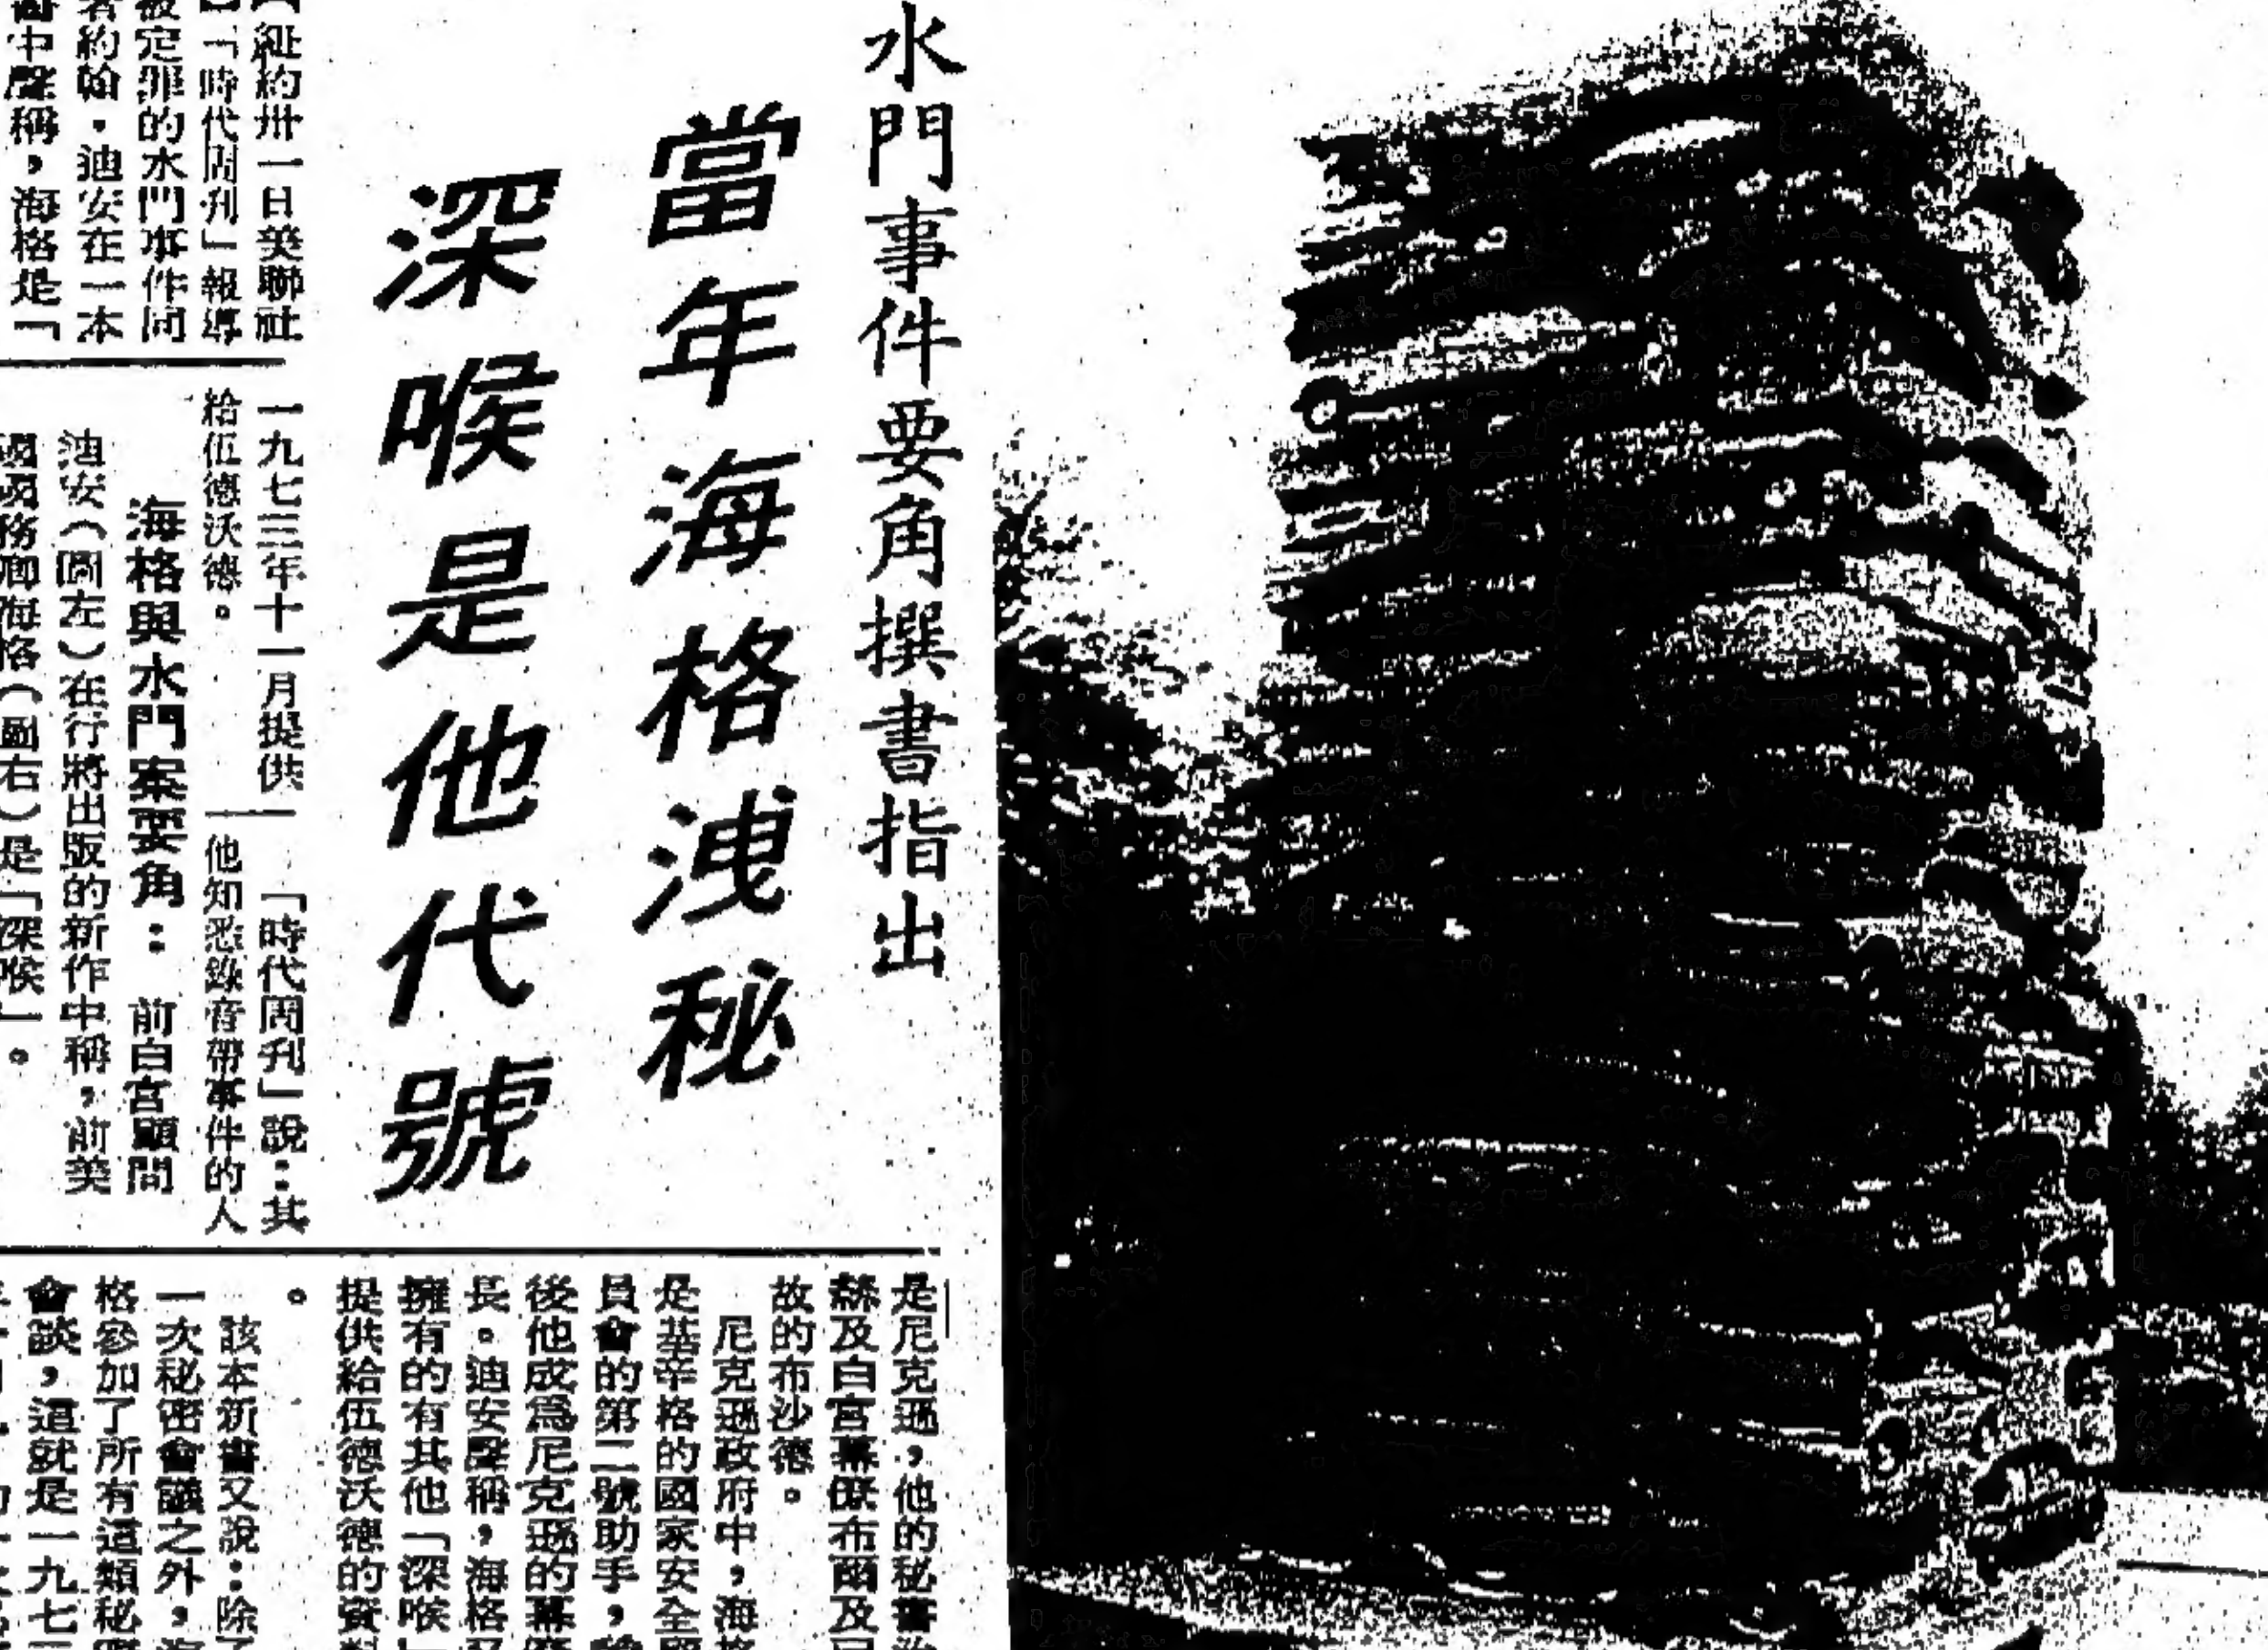 水門事件要角撰書指出
當年海格洩秘
深喉是他代號
【紐約卅一日美聯社
】「時代周刊」報導
被定罪的水門事件同
者約翰・迪安在一本
書中聲稱，海格是「
一九七三年十一月提供
給伍德沃德。
「時代周刊」說：其
他知悉錄音帶事件的人
海格與水門案要角：前白宮顧問
迪安（圖左）在行將出版的新作中稱，前美
國國務卿海格（圖右）是「深喉」。
是尼克遜，他的秘書
赫及白宮幕僚布爾及已
故的布沙德。
尼克遜政府中，海格
是基辛格的國家安全
員會的第二號助手，
後他成為尼克遜的幕僚
長。迪安聲稱，海格又
擁有的有其他「深喉」
提供給伍德沃德的資料
。
該本新書又說：除了
一次秘密會議之外，海
格參加了所有這類秘密
會談，這就是一九七三